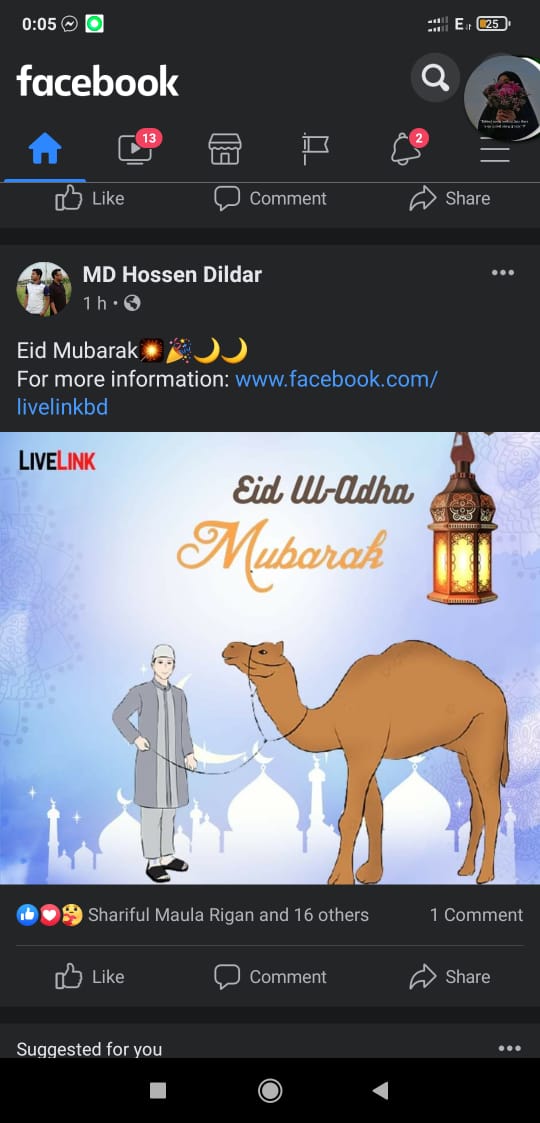 0:05 E 25
facebook
13 2
Like Comment Share
MD Hossen Dildar
1 h •
Eid Mubarak💥🎉🌙🌙
For more information: www.facebook.com/
livelinkbd
LIVELINK
Eid Ul-Adha
Mubarak
Shariful Maula Rigan and 16 others 1 Comment
Like Comment Share
Suggested for you